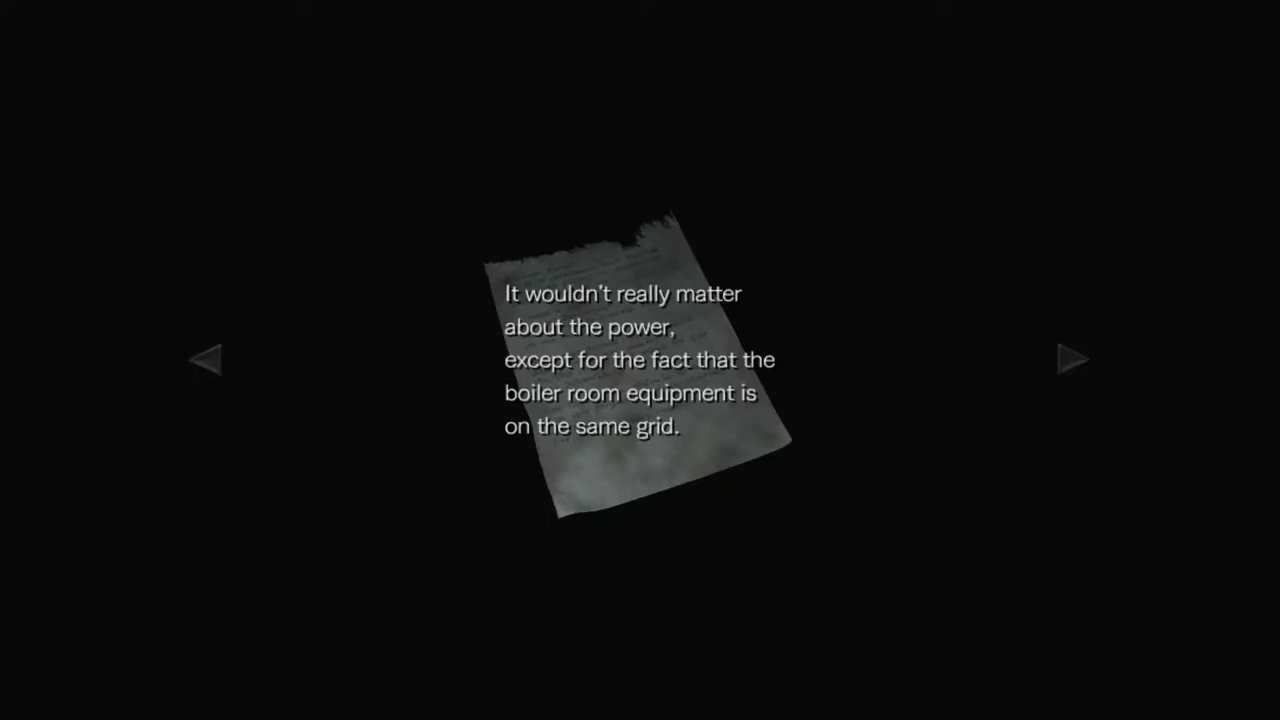 It wouldn't really matter
about the power,
except for the fact that the
boiler room equipment is
on the same grid.